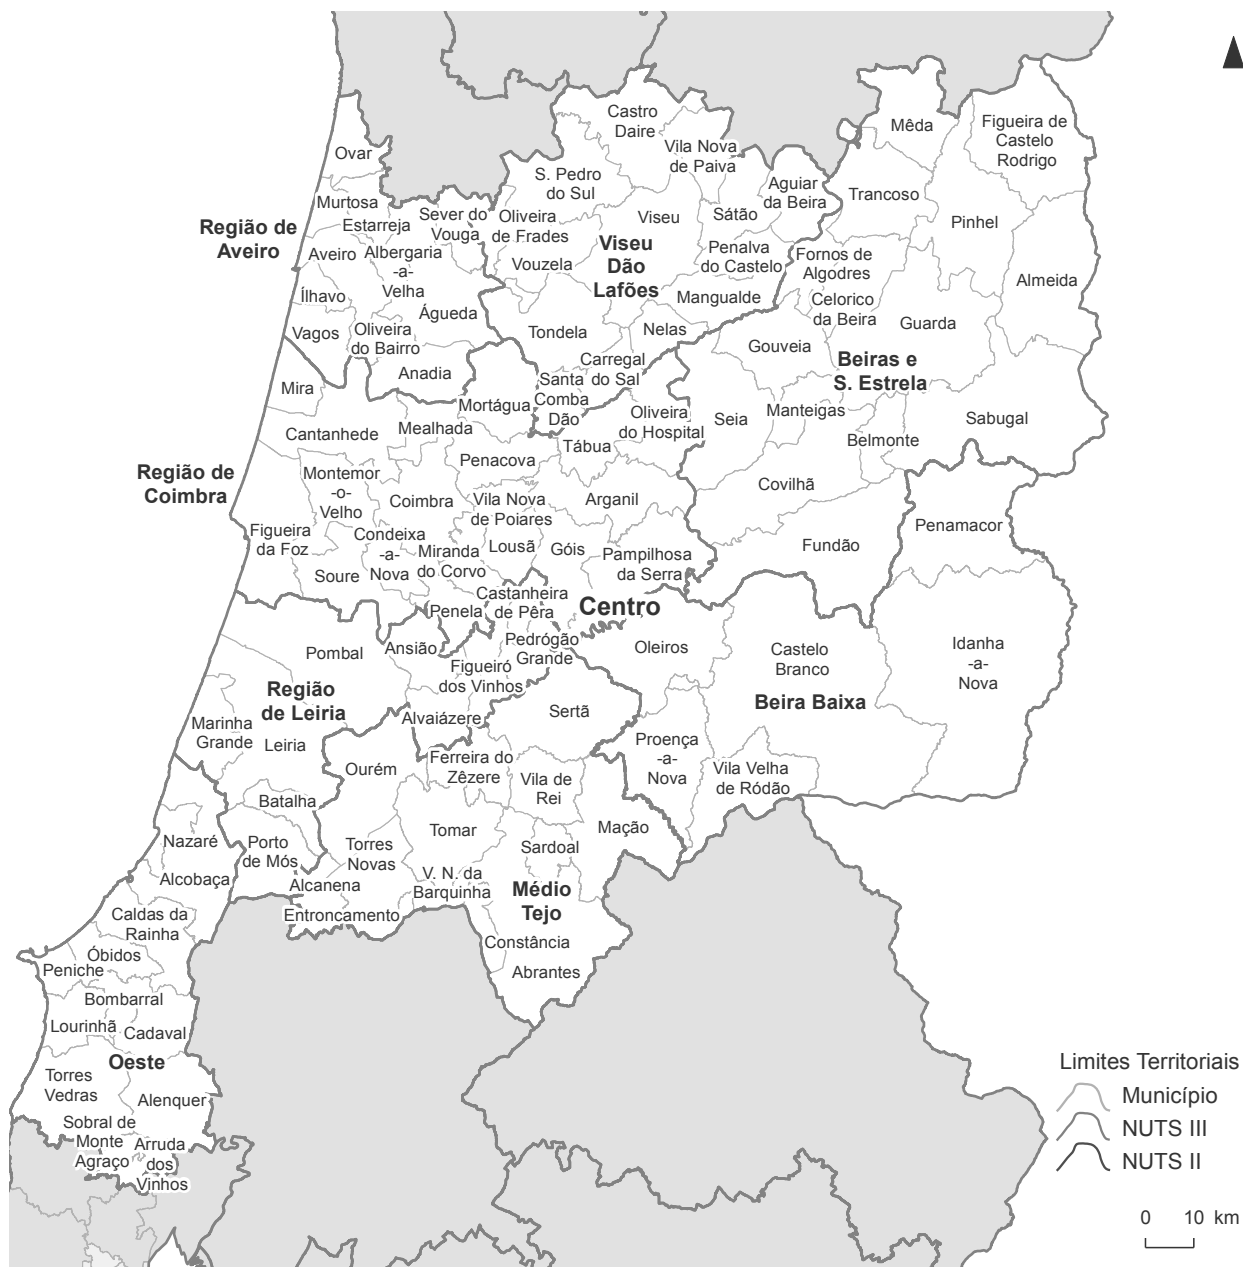 Castro
Daire
Mêda
Figueira de
Castelo
Rodrigo
Vila Nova
de Paiva
Ovar
S. Pedro
do Sul
Aguiar
da Beira
Trancoso
Murtosa
Estarreja
Sever do
Vouga
Oliveira
de Frades
Viseu
Sátão
Pinhel
Região de
Aveiro
Aveiro
Albergaria
-a-
Velha
Vouzela
Viseu
Dão
Lafões
Penalva
do Castelo
Fornos de
Algodres
Almeida
Ílhavo
Mangualde
Celorico
da Beira
Águeda
Guarda
Vagos
Oliveira
do Bairro
Tondela
Nelas
Gouveia
Beiras e
S. Estrela
Anadia
Carregal
do Sal
Santa
Comba
Dão
Mira
Mortágua
Oliveira
do Hospital
Seia
Manteigas
Sabugal
Cantanhede
Mealhada
Tábua
Belmonte
Penacova
Região de
Coimbra
Montemor
-o-
Velho
Coimbra
Vila Nova
de Poiares
Arganil
Covilhã
Figueira
da Foz
Condeixa
-a-
Nova
Penamacor
Miranda
do Corvo
Lousã
Góis
Pampilhosa
da Serra
Fundão
Soure
Castanheira
de Pêra
Centro
Penela
Pombal
Ansião
Pedrógão
Grande
Oleiros
Castelo
Branco
Idanha
-a-
Nova
Figueiró
dos Vinhos
Região
de Leiria
Beira Baixa
Marinha
Grande
Leiria
Alvaiázere
Sertã
Proença
-a-
Nova
Ourém
Ferreira do
Zêzere
Vila de
Rei
Vila Velha
de Ródão
Batalha
Nazaré
Porto
de Mós
Torres
Novas
Tomar
Sardoal
Mação
Alcobaça
Alcanena
V. N. da
Barquinha
Médio
Tejo
Entroncamento
Caldas da
Rainha
Constância
Óbidos
Peniche
Abrantes
Bombarral
Lourinhã
Cadaval
Oeste
Torres
Vedras
Alenquer
Sobral de
Monte
Agraço
Arruda
dos
Vinhos
Limites Territoriais
Município
NUTS III
NUTS II
0 10 km